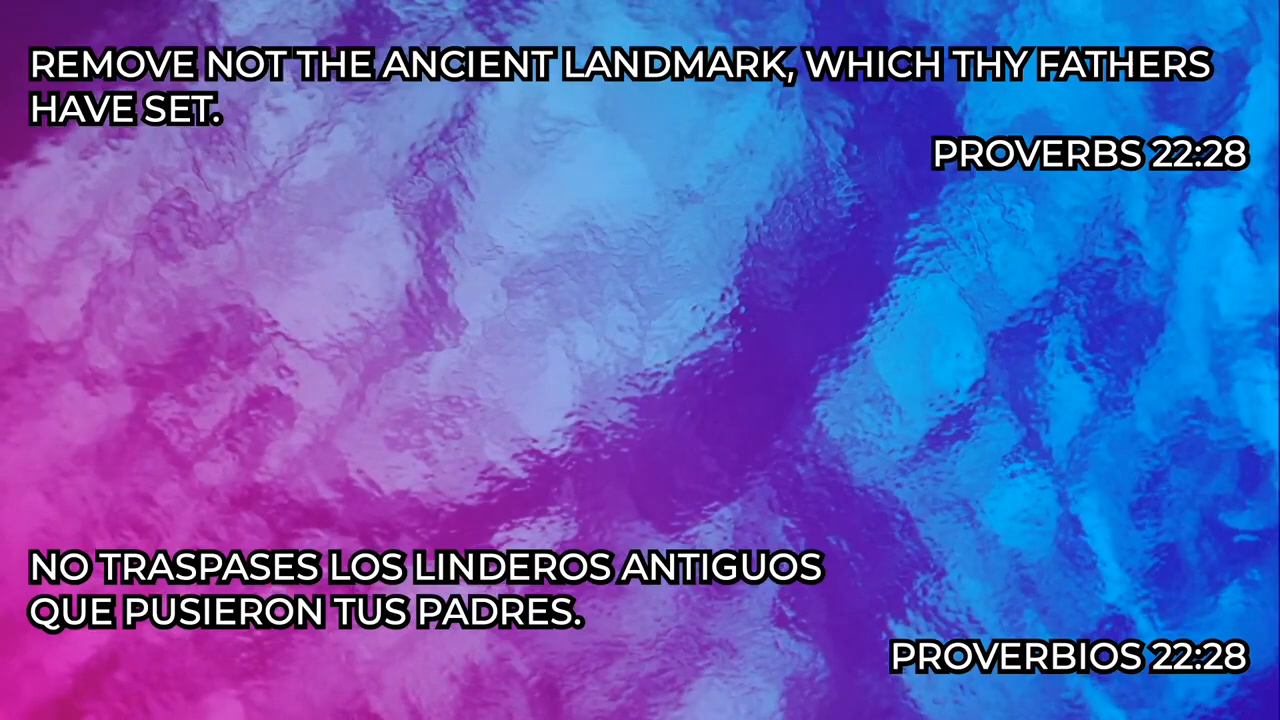 REMOVE NOT THE ANCIENT LANDMARK, WHICH THY FATHERS
HAVE SET.
PROVERBS 22:28
NO TRASPASES LOS LINDEROS ANTIGUOS
QUE PUSIERON TUS PADRES.
PROVERBIOS 22:28